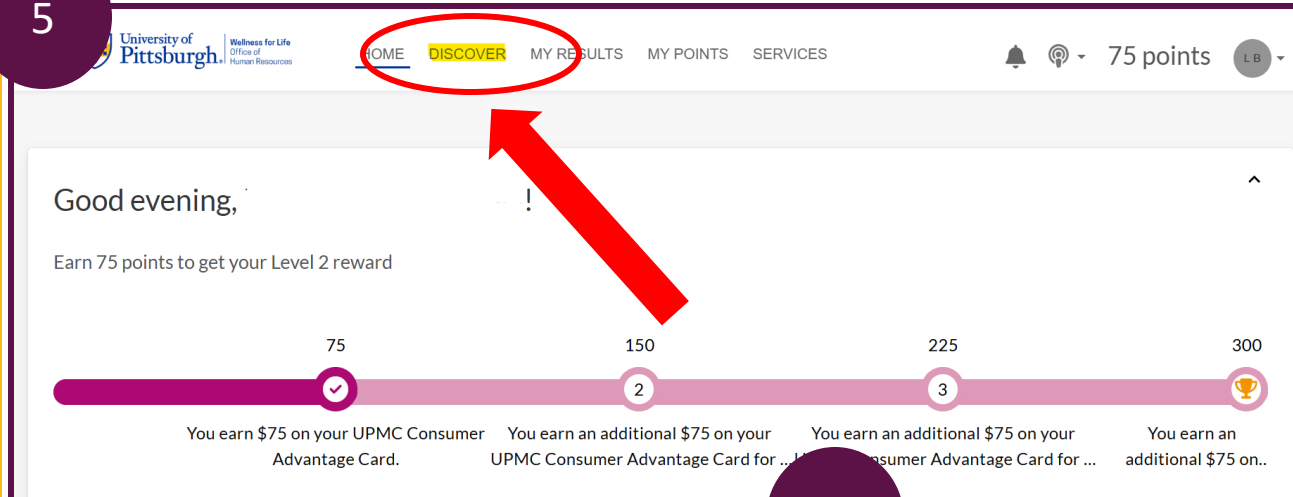 5
University of
Pittsburgh.
Wellness for Life
Office of
Human Resources
HOME DISCOVER MY RESULTS MY POINTS SERVICES
75 points
LB
Good evening, !
Earn 75 points to get your Level 2 reward
75 150 225 300
2 3
You earn $75 on your UPMC Consumer
Advantage Card.
You earn an additional $75 on your
UPMC Consumer Advantage Card for ...
You earn an additional $75 on your
Advantage Card for ...
You earn an
additional $75 on..